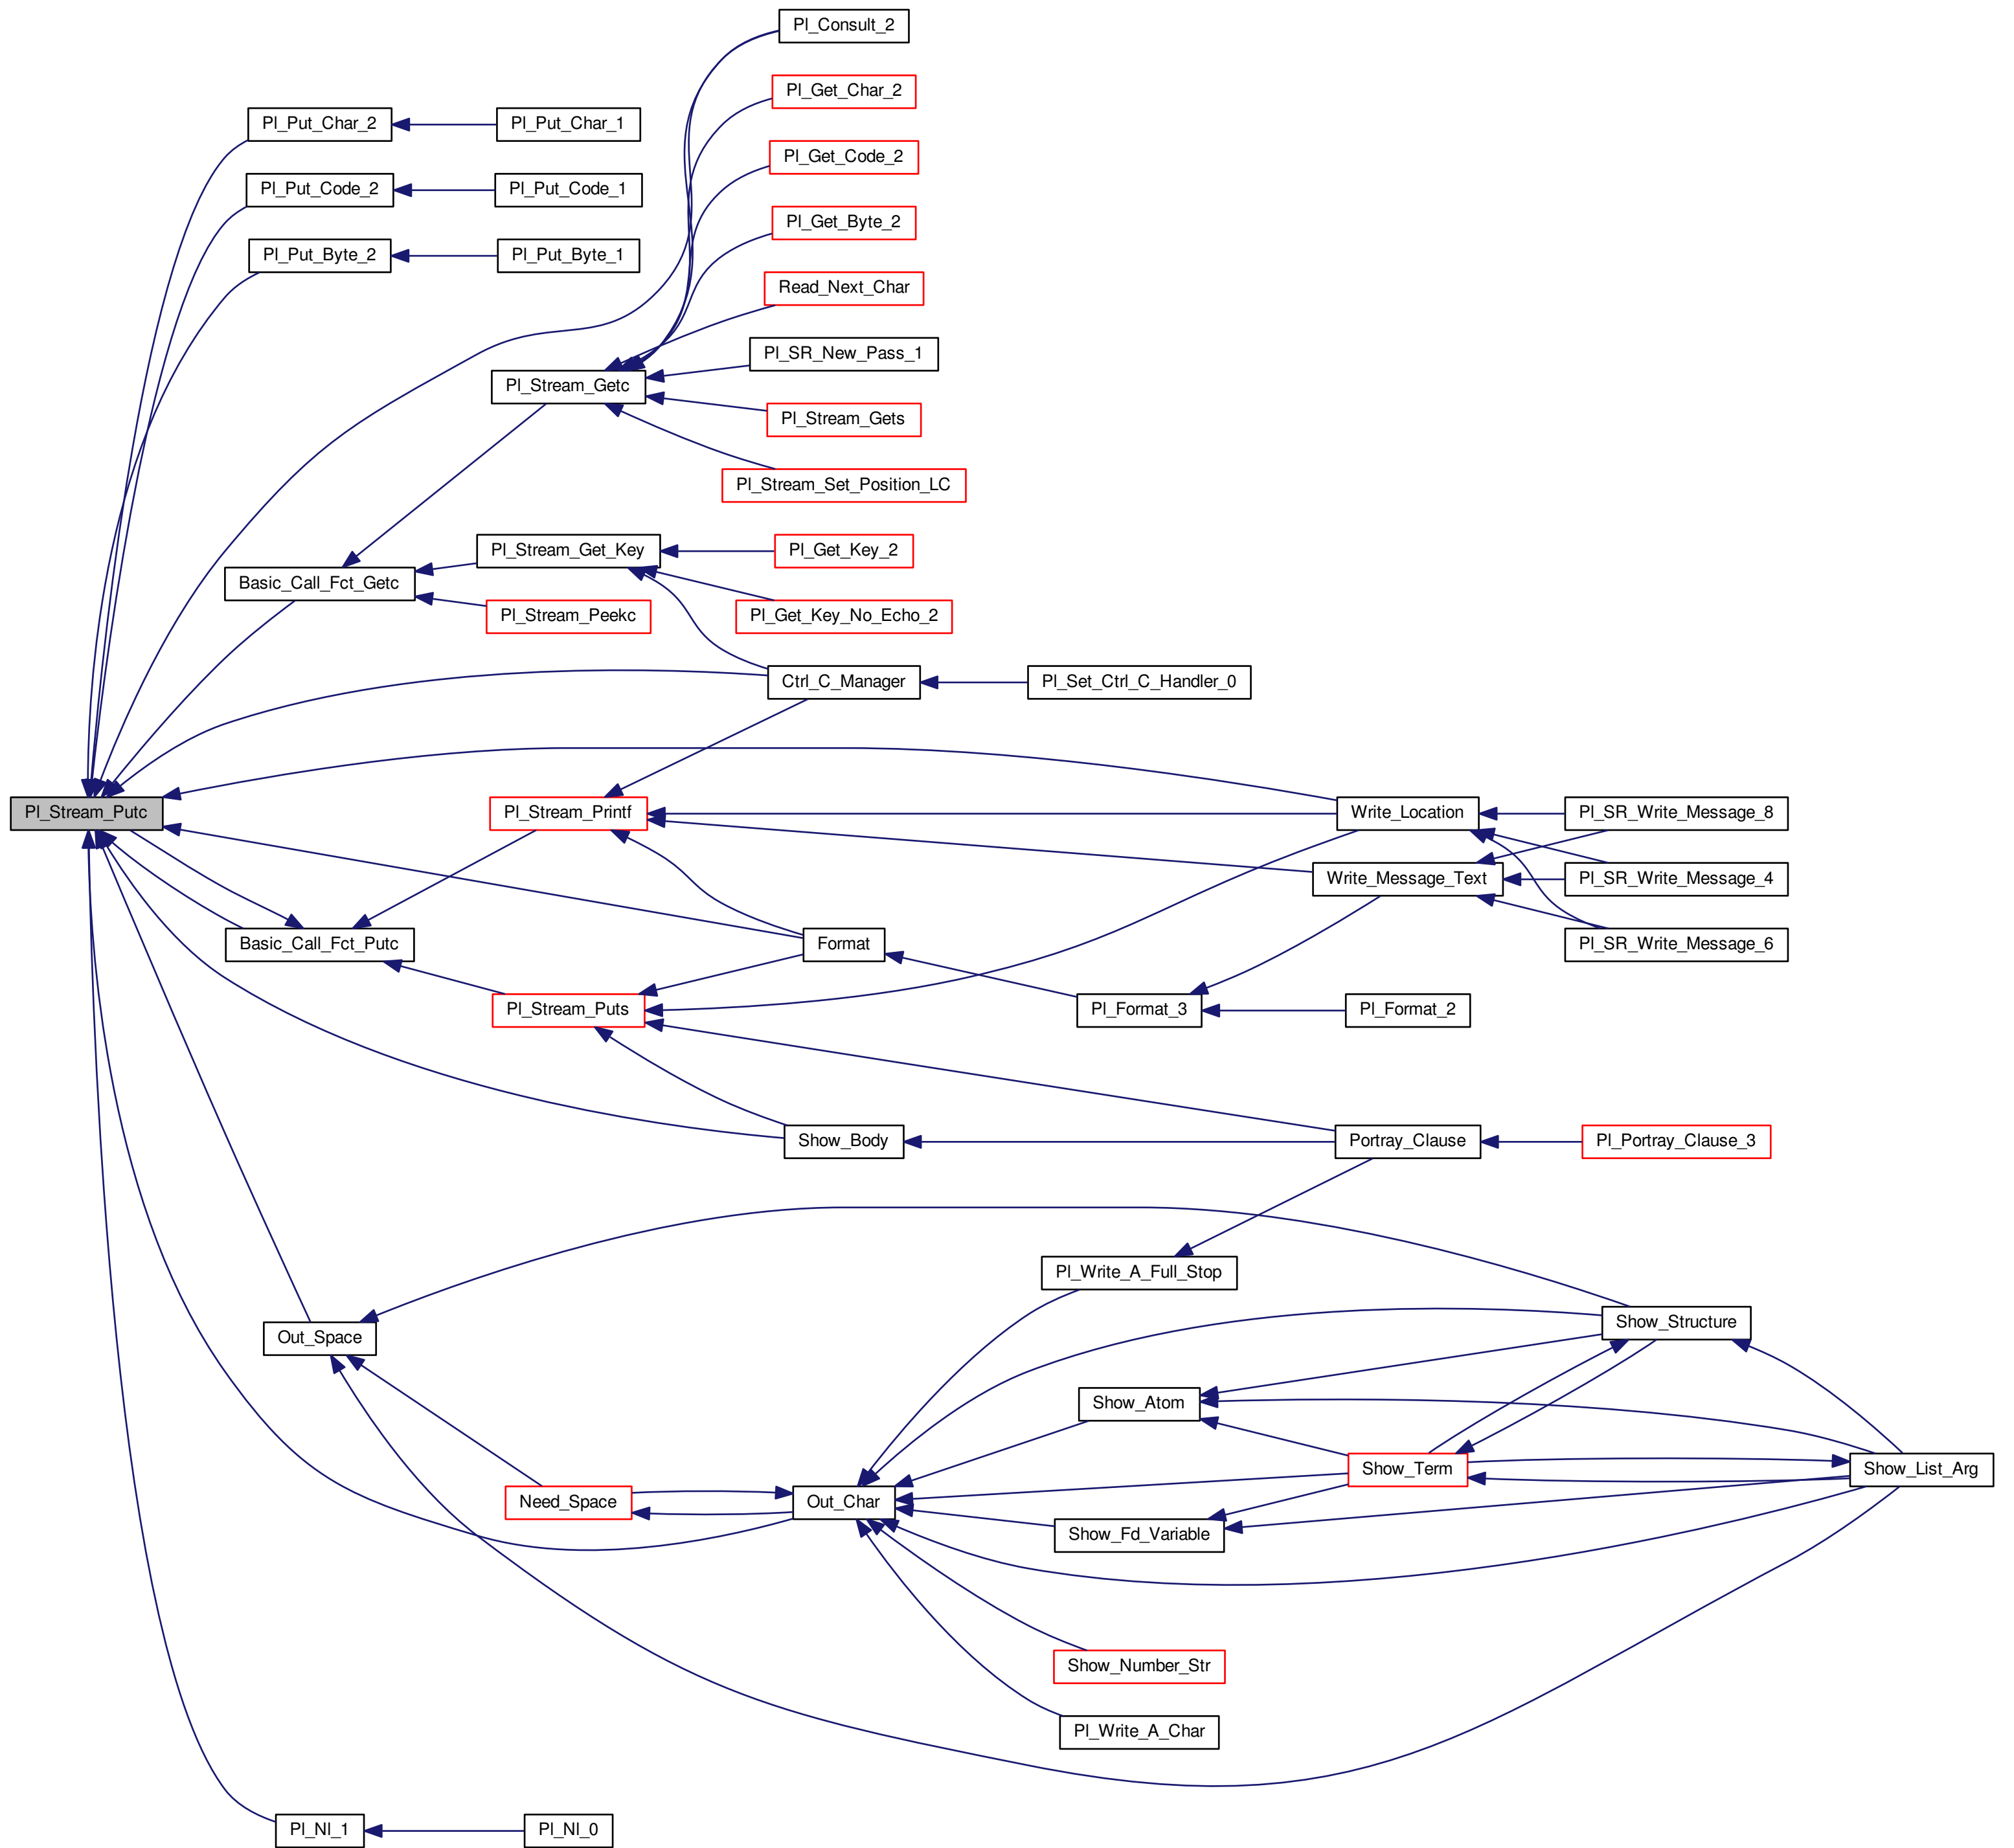 Pl_Consult_2
Pl_Get_Char_2
Pl_Put_Char_2
Pl_Put_Char_1
Pl_Get_Code_2
Pl_Put_Code_2
Pl_Put_Code_1
Pl_Get_Byte_2
Pl_Put_Byte_2
Pl_Put_Byte_1
Read_Next_Char
Pl_SR_New_Pass_1
Pl_Stream_Getc
Pl_Stream_Gets
Pl_Stream_Set_Position_LC
Pl_Stream_Get_Key
Pl_Get_Key_2
Basic_Call_Fct_Getc
Pl_Stream_Peekc
Pl_Get_Key_No_Echo_2
Ctrl_C_Manager
Pl_Set_Ctrl_C_Handler_0
Pl_Stream_Putc
Pl_Stream_Printf
Write_Location
Pl_SR_Write_Message_8
Write_Message_Text
Pl_SR_Write_Message_4
Basic_Call_Fct_Putc
Format
Pl_SR_Write_Message_6
Pl_Stream_Puts
Pl_Format_3
Pl_Format_2
Show_Body
Portray_Clause
Pl_Portray_Clause_3
Pl_Write_A_Full_Stop
Out_Space
Show_Structure
Show_Atom
Show_Term
Show_List_Arg
Need_Space
Out_Char
Show_Fd_Variable
Show_Number_Str
Pl_Write_A_Char
Pl_Nl_1
Pl_Nl_0